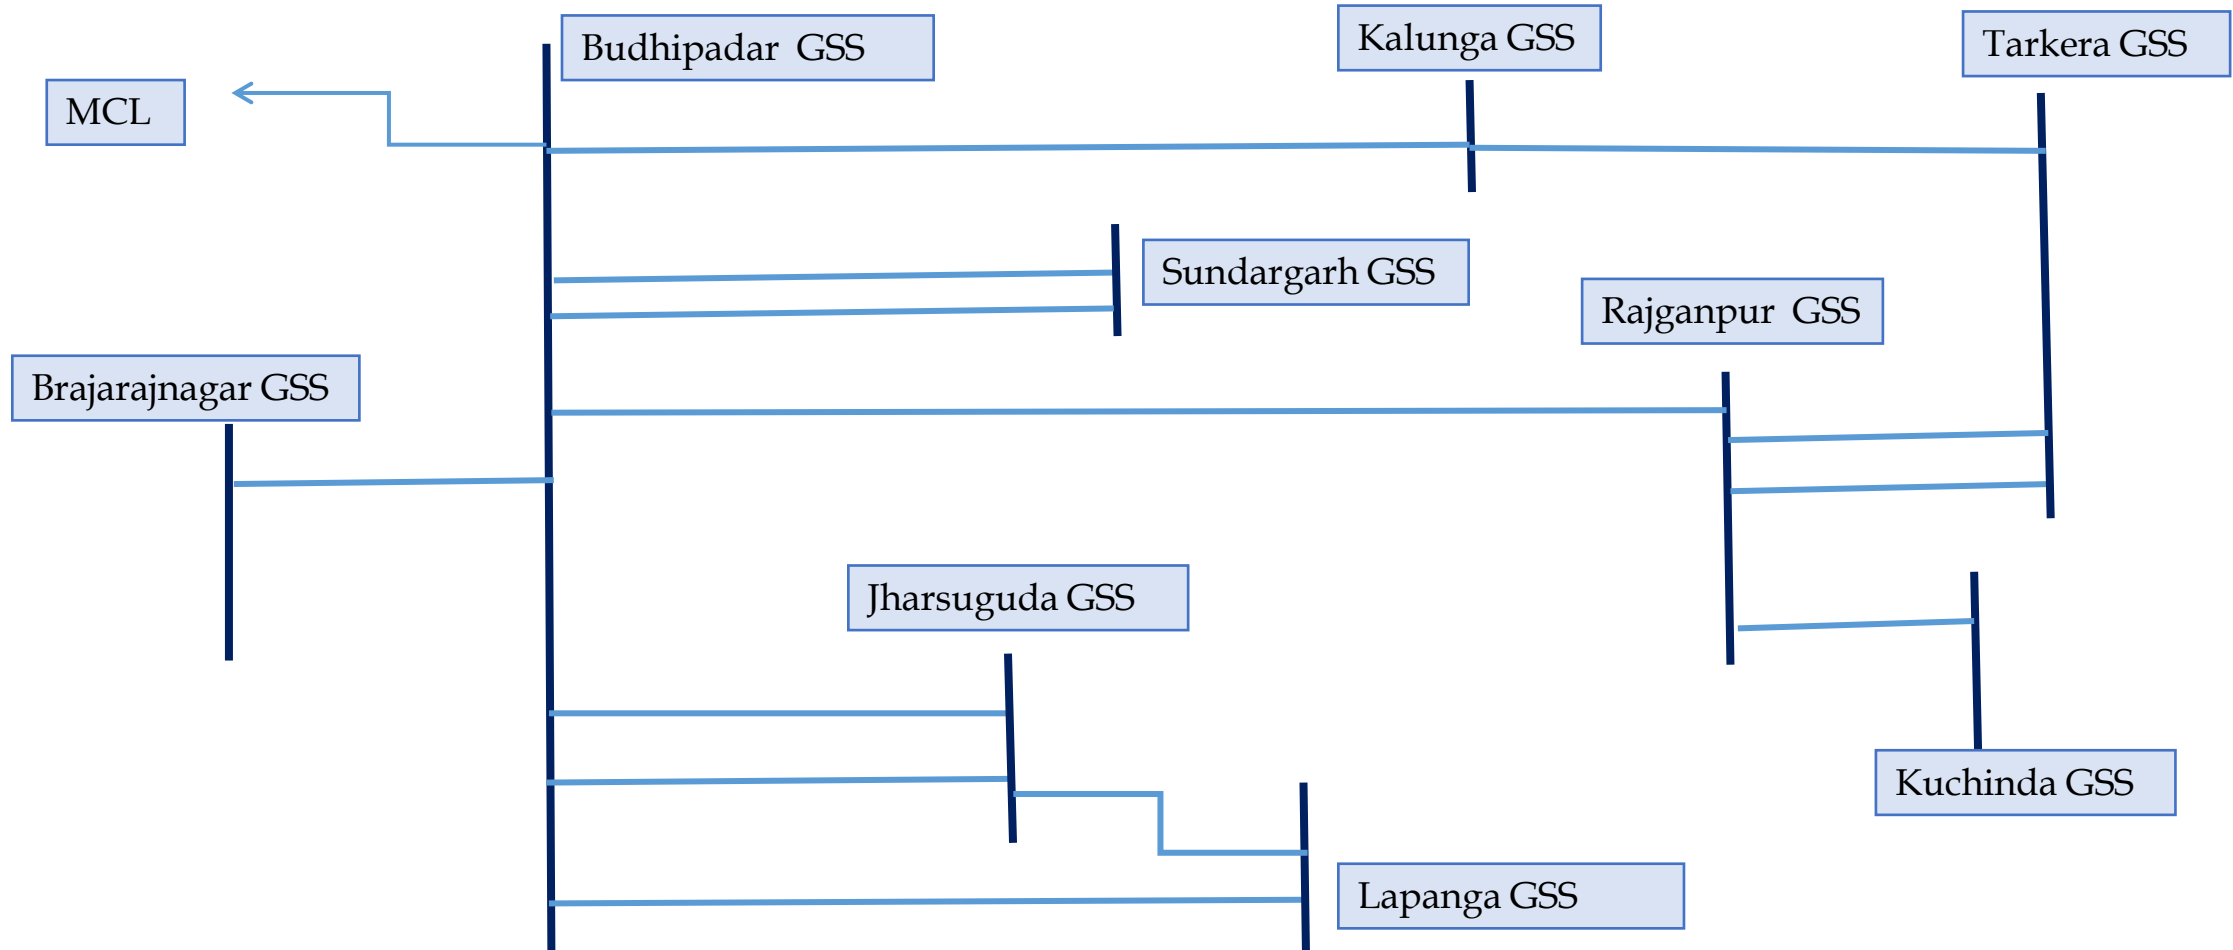 Budhipadar  GSS
Kalunga GSS
Tarkera GSS
MCL
Sundargarh GSS
Rajganpur  GSS
Brajarajnagar GSS
Jharsuguda GSS
Kuchinda GSS
Lapanga GSS